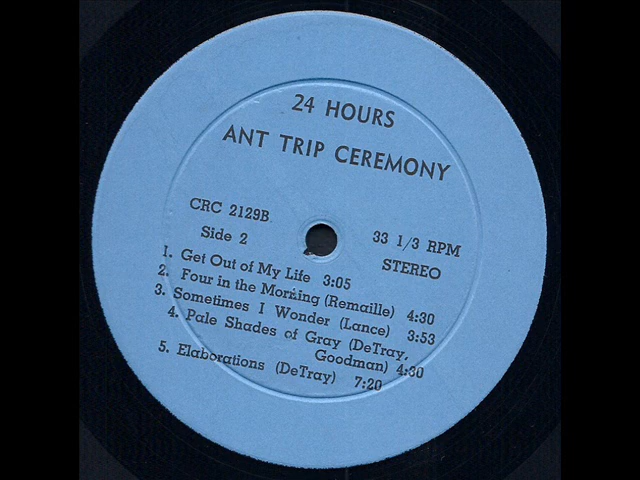 24 HOURS
ANT TRIP CEREMONY
CRC 2129B
Side 2
33 1/3 RPM
STEREO
1. Get Out of My Life 3:05
2. Four in the Morning (Remaille) 4:30
3. Sometimes I Wonder (Lance) 3:53
4. Pale Shades of Gray (DeTray,
Goodman) 4:30
5. Elaborations (DeTray) 7:20